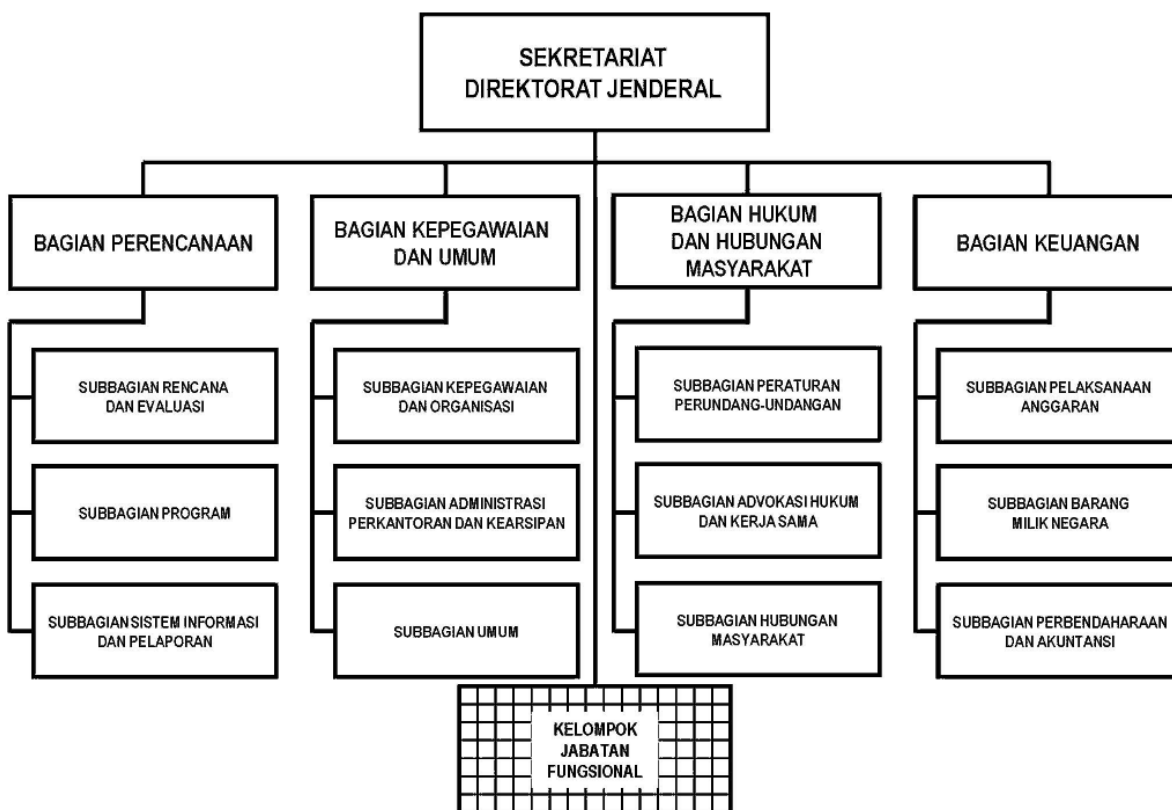 SEKRETARIAT
DIREKTORAT JENDERAL
BAGIAN PERENCANAAN
BAGIAN KEPEGAWAIAN
DAN UMUM
BAGIAN HUKUM
DAN HUBUNGAN
MASYARAKAT
BAGIAN KEUANGAN
SUBBAGIAN RENCANA
DAN EVALUASI
SUBBAGIAN KEPEGAWAIAN
DAN ORGANISASI
SUBBAGIAN PERATURAN
PERUNDANG-UNDANGAN
SUBBAGIAN PELAKSANAAN
ANGGARAN
SUBBAGIAN PROGRAM
SUBBAGIAN ADMINISTRASI
PERKANTORAN DAN KEARSIPAN
SUBBAGIAN ADVOKASI HUKUM
DAN KERJA SAMA
SUBBAGIAN BARANG
MILIK NEGARA
SUBBAGIAN SISTEM INFORMASI
DAN PELAPORAN
SUBBAGIAN UMUM
SUBBAGIAN HUBUNGAN
MASYARAKAT
SUBBAGIAN PERBENDAHARAAN
DAN AKUNTANSI
KELOMPOK
JABATAN
FUNGSIONAL